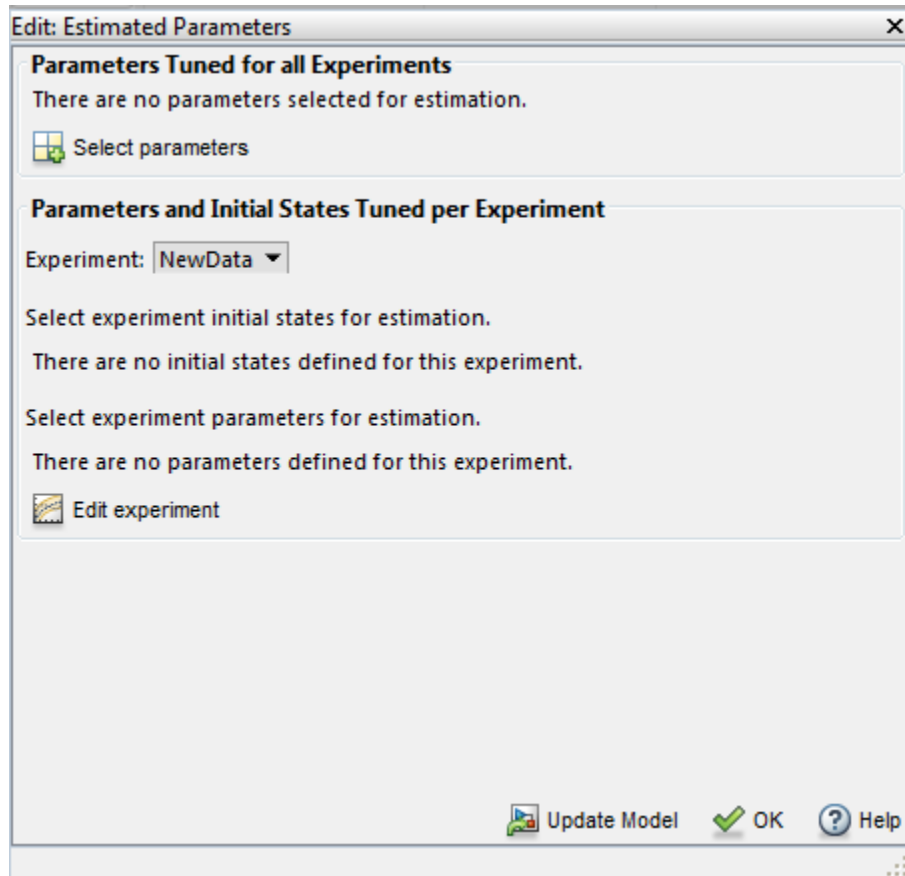 Edit: Estimated Parameters
Parameters Tuned for all Experiments
There are no parameters selected for estimation.
Select parameters
Parameters and Initial States Tuned per Experiment
Experiment: NewData
Select experiment initial states for estimation.
There are no initial states defined for this experiment.
Select experiment parameters for estimation.
There are no parameters defined for this experiment.
Edit experiment
Update Model OK Help